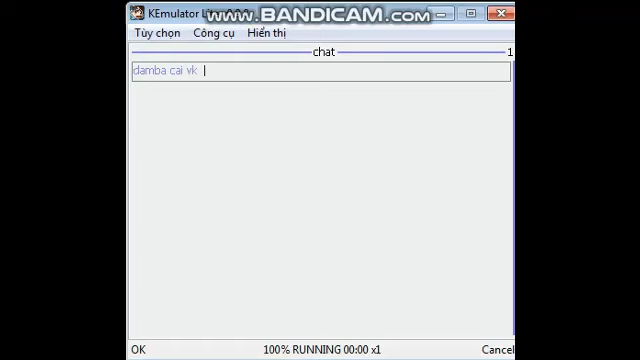 www.BANDICAM.com
KEmulator
Tùy chọn Công cụ Hiển thị
chat 1
damba cai vk
OK 100% RUNNING 00:00 x1 Cancel